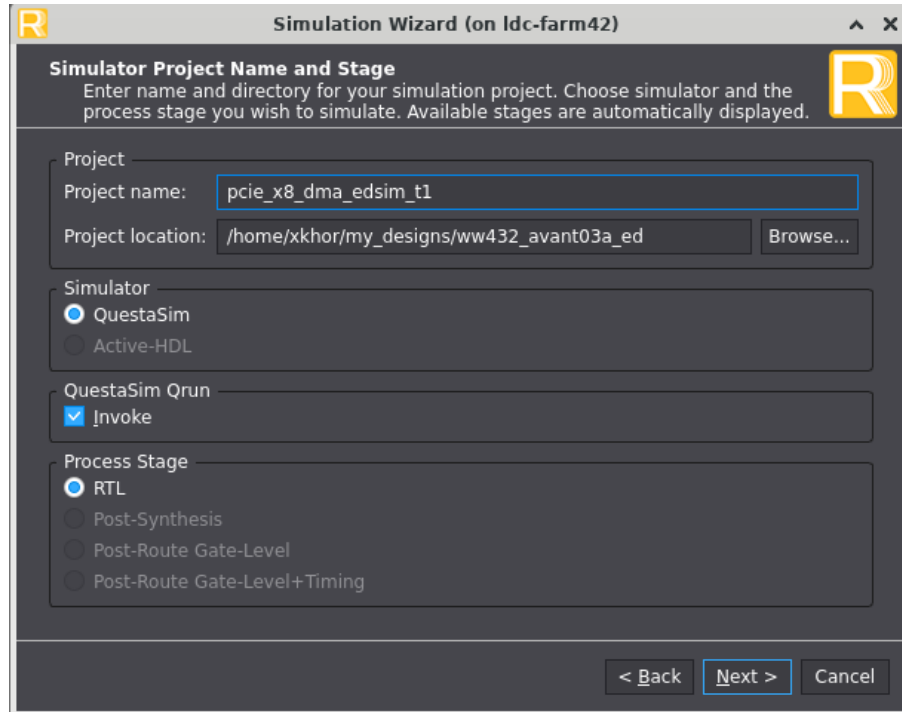 Simulation Wizard (on ldc-farm42)
Simulator Project Name and Stage
Enter name and directory for your simulation project. Choose simulator and the
process stage you wish to simulate. Available stages are automatically displayed.
Project
Project name: pcie_x8_dma_edsim_t1
Project location: /home/xkhor/my_designs/ww432_avant03a_ed Browse...
Simulator
QuestaSim
Active-HDL
QuestaSim Qrun
Invoke
Process Stage
RTL
Post-Synthesis
Post-Route Gate-Level
Post-Route Gate-Level+Timing
< Back Next > Cancel